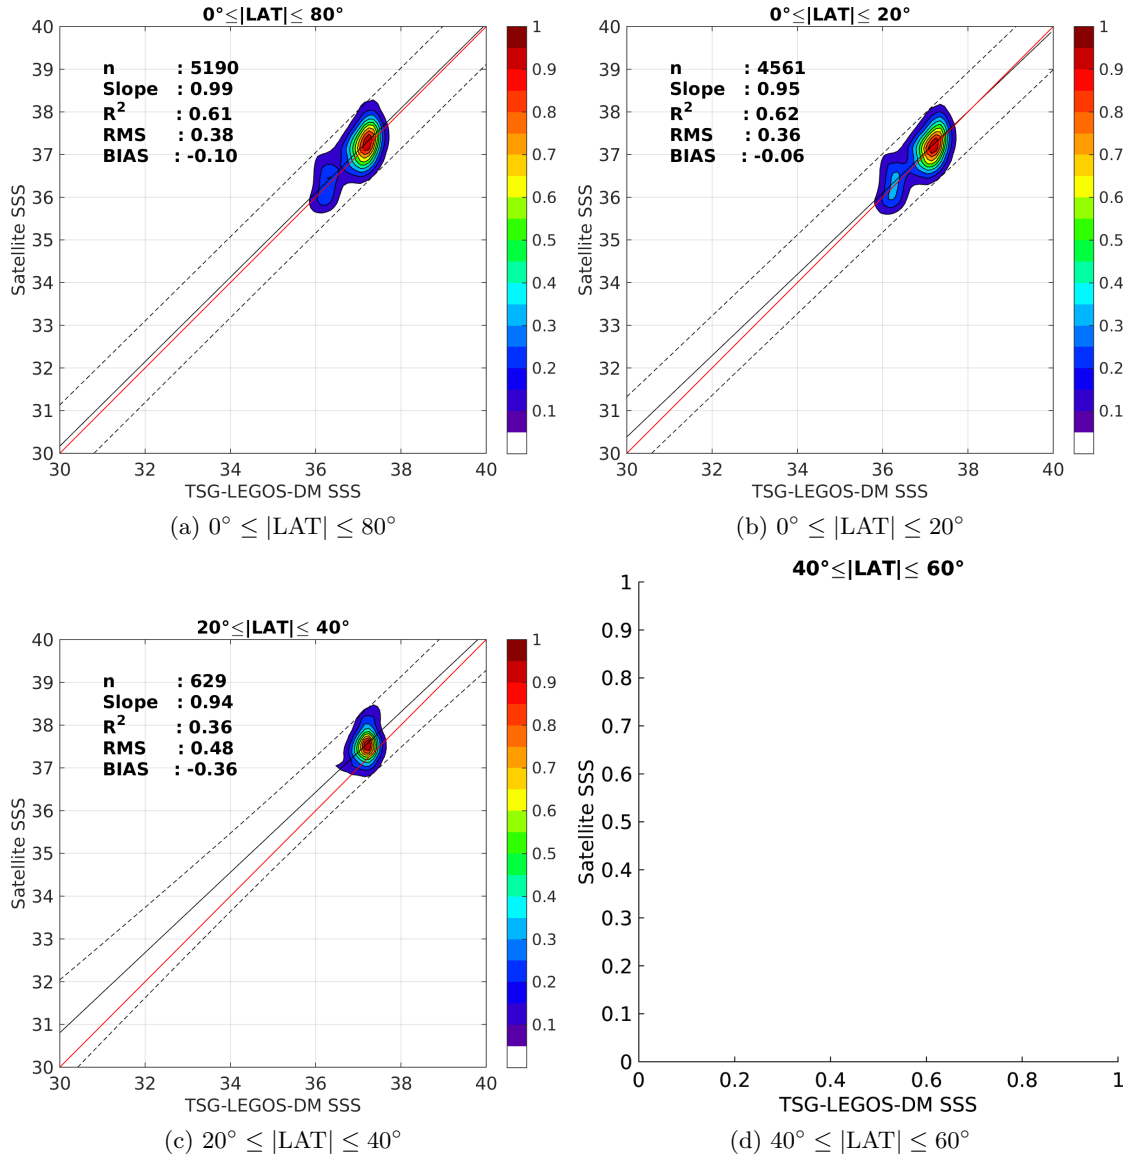 0°≤|LAT|≤ 80°
40
39
38
37
36
35
34
33
32
31
30
n : 5190
Slope : 0.99
R2 : 0.61
RMS : 0.38
BIAS : -0.10
30 32 34 36 38 40
TSG-LEGOS-DM SSS
Satellite SSS
1
0.9
0.8
0.7
0.6
0.5
0.4
0.3
0.2
0.1
(a) 0° ≤ |LAT| ≤ 80°
0°≤|LAT|≤ 20°
40
39
38
37
36
35
34
33
32
31
30
n : 4561
Slope : 0.95
R2 : 0.62
RMS : 0.36
BIAS : -0.06
30 32 34 36 38 40
TSG-LEGOS-DM SSS
Satellite SSS
1
0.9
0.8
0.7
0.6
0.5
0.4
0.3
0.2
0.1
(b) 0° ≤ |LAT| ≤ 20°
20°≤|LAT|≤ 40°
40
39
38
37
36
35
34
33
32
31
30
n : 629
Slope : 0.94
R2 : 0.36
RMS : 0.48
BIAS : -0.36
30 32 34 36 38 40
TSG-LEGOS-DM SSS
Satellite SSS
1
0.9
0.8
0.7
0.6
0.5
0.4
0.3
0.2
0.1
(c) 20° ≤ |LAT| ≤ 40°
40°≤|LAT|≤ 60°
1
0.9
0.8
0.7
0.6
0.5
0.4
0.3
0.2
0.1
0
0 0.2 0.4 0.6 0.8 1
TSG-LEGOS-DM SSS
Satellite SSS
(d) 40° ≤ |LAT| ≤ 60°